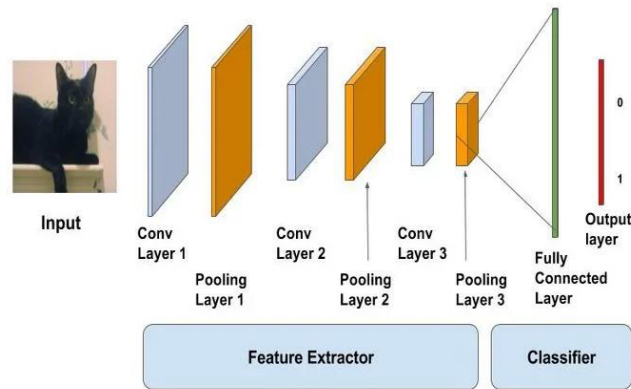 0
1
Input
Conv
Layer 1
Pooling
Layer 1
Conv
Layer 2
Pooling
Layer 2
Conv
Layer 3
Pooling
Layer 3
Fully
Connected
Layer
Output
layer
Feature Extractor
Classifier